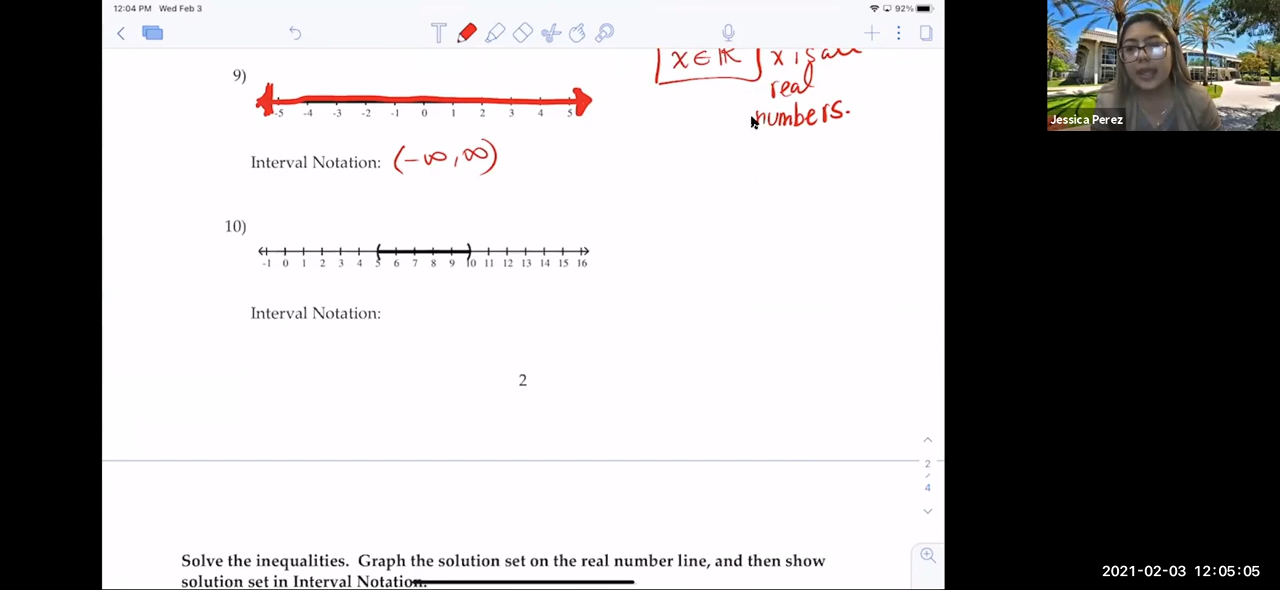 12:04 PM Wed Feb 3
92%
x ∈ ℝ x is all
real
numbers.
9)
-5 -4 -3 -2 -1 0 1 2 3 4 5
Interval Notation: (-∞, ∞)
10)
-1 0 1 2 3 4 5 6 7 8 9 10 11 12 13 14 15 16
Interval Notation:
2
2
/
4
Solve the inequalities. Graph the solution set on the real number line, and then show
solution set in Interval Notation.
Jessica Perez
2021-02-03 12:05:05